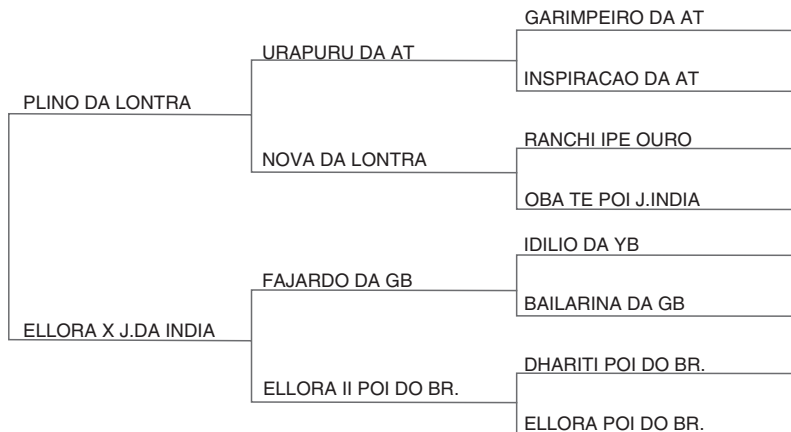 GARIMPEIRO DA AT
URAPURU DA AT
INSPIRACAO DA AT
PLINO DA LONTRA
RANCHI IPE OURO
NOVA DA LONTRA
OBA TE POI J.INDIA
IDILIO DA YB
FAJARDO DA GB
BAILARINA DA GB
ELLORA X J.DA INDIA
DHARITI POI DO BR.
ELLORA II POI DO BR.
ELLORA POI DO BR.